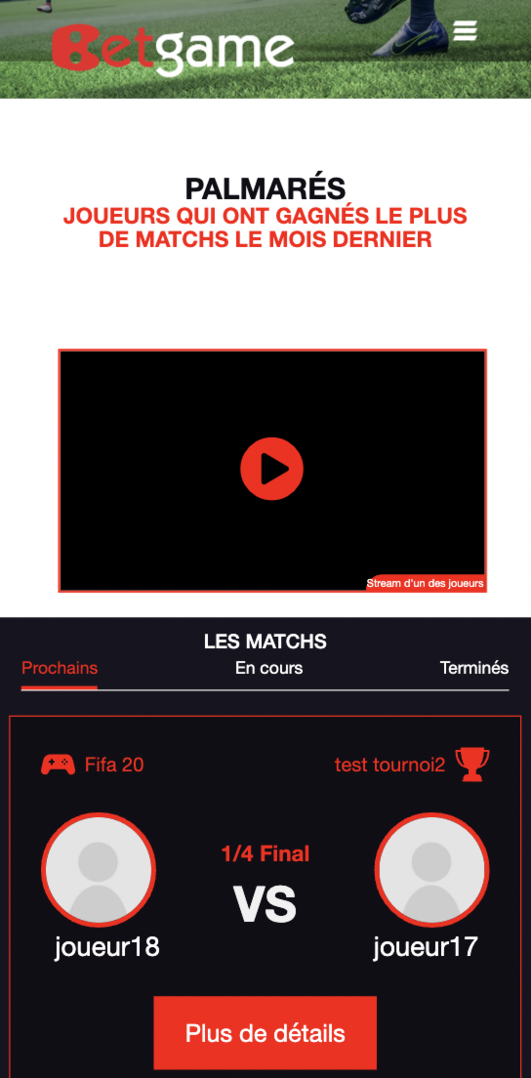 Betgame
PALMARÉS
JOUEURS QUI ONT GAGNÉS LE PLUS
DE MATCHS LE MOIS DERNIER
Stream d'un des joueurs
LES MATCHS
Prochains En cours Terminés
Fifa 20 test tournoi2
1/4 Final
VS
joueur18 joueur17
Plus de détails